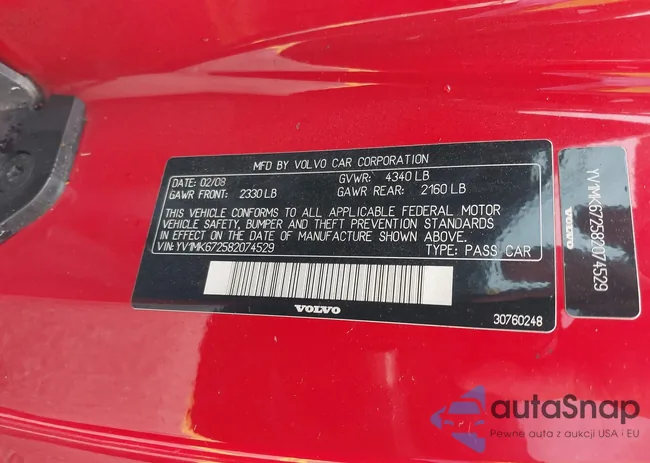 MFD BY VOLVO CAR CORPORATION
DATE: 02/08 GVWR: 4340 LB
GAWR FRONT: 2330 LB GAWR REAR: 2160 LB
THIS VEHICLE CONFORMS TO ALL APPLICABLE FEDERAL MOTOR
VEHICLE SAFETY, BUMPER AND THEFT PREVENTION STANDARDS
IN EFFECT ON THE DATE OF MANUFACTURE SHOWN ABOVE.
VIN: YV1MK672582074529 TYPE: PASS CAR
VOLVO
30760248
YV1MK672582074529
VOLVO
autaSnap
Pewne auta z aukcji USA i EU